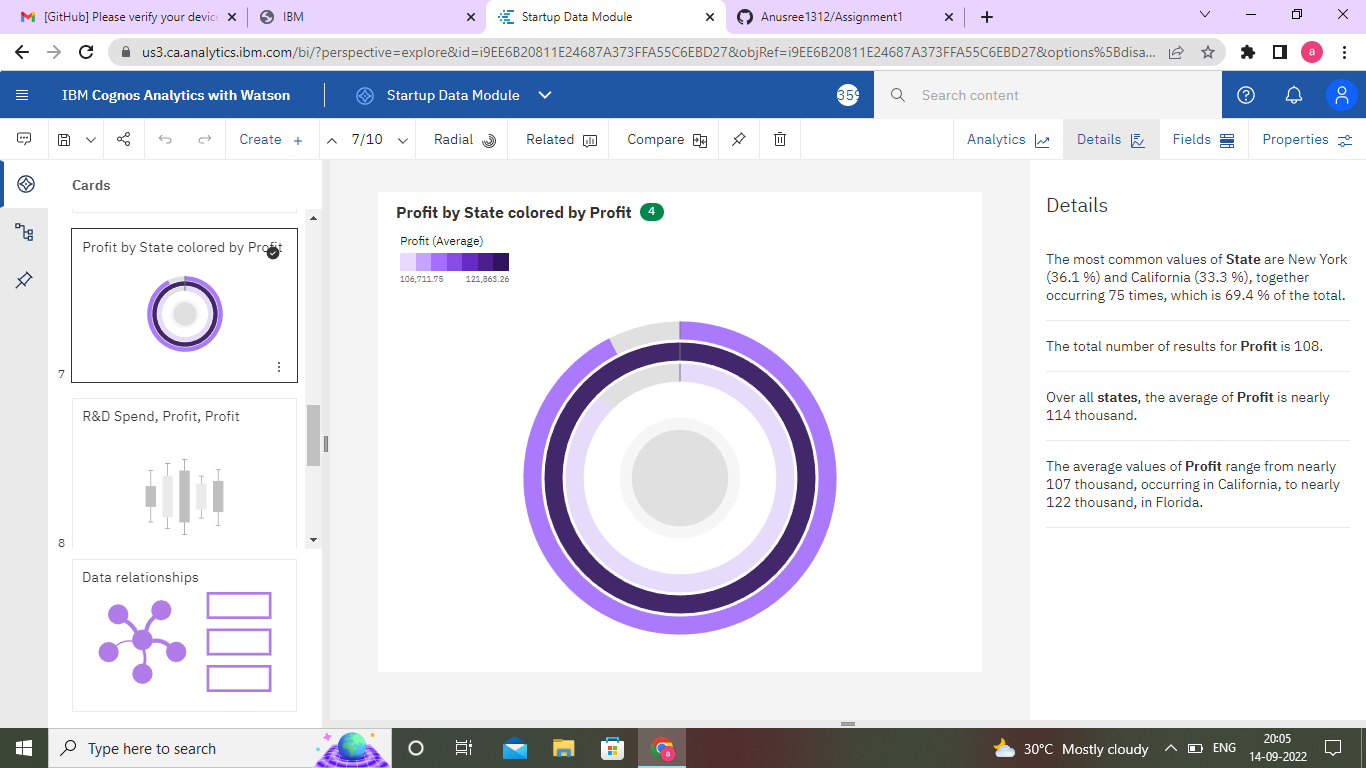 [GitHub] Please verify your device
IBM
Startup Data Module
Anusree1312/Assignment1
us3.ca.analytics.ibm.com/bi/?perspective=explore&id=i9EE6B20811E24687A373FFA55C6EBD27&objRef=i9EE6B20811E24687A373FFA55C6EBD27&options%5Bdisa...
a
IBM Cognos Analytics with Watson
Startup Data Module
359
Search content
Create +
7/10
Radial
Related
Compare
Analytics
Details
Fields
Properties
Cards
Profit by State colored by Profit
7
R&D Spend, Profit, Profit
8
Data relationships
Profit by State colored by Profit 4
Profit (Average)
106,711.75 121,863.26
Details
The most common values of State are New York
(36.1 %) and California (33.3 %), together
occurring 75 times, which is 69.4 % of the total.
The total number of results for Profit is 108.
Over all states, the average of Profit is nearly
114 thousand.
The average values of Profit range from nearly
107 thousand, occurring in California, to nearly
122 thousand, in Florida.
Type here to search
a
30°C Mostly cloudy
ENG
20:05
14-09-2022